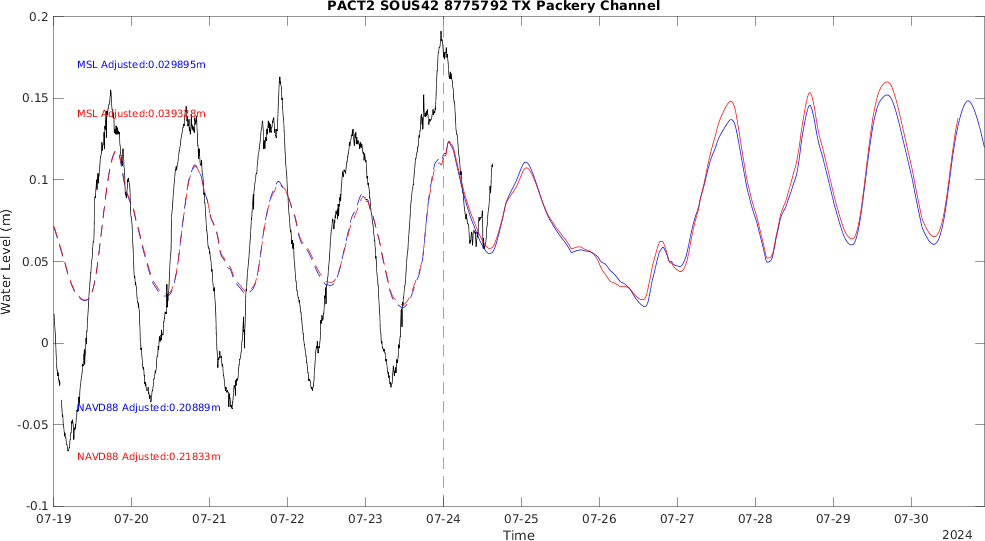 PACT2 SOUS42 8775792 TX Packery Channel
0.2
MSL Adjusted:0.029895m
0.15
MSL Adjusted:0.039328m
0.1
0.05
Water Level (m)
0
NAVD88 Adjusted:0.20889m
-0.05
NAVD88 Adjusted:0.21833m
-0.1
07-19 07-20 07-21 07-22 07-23 07-24 07-25 07-26 07-27 07-28 07-29 07-30
Time
2024